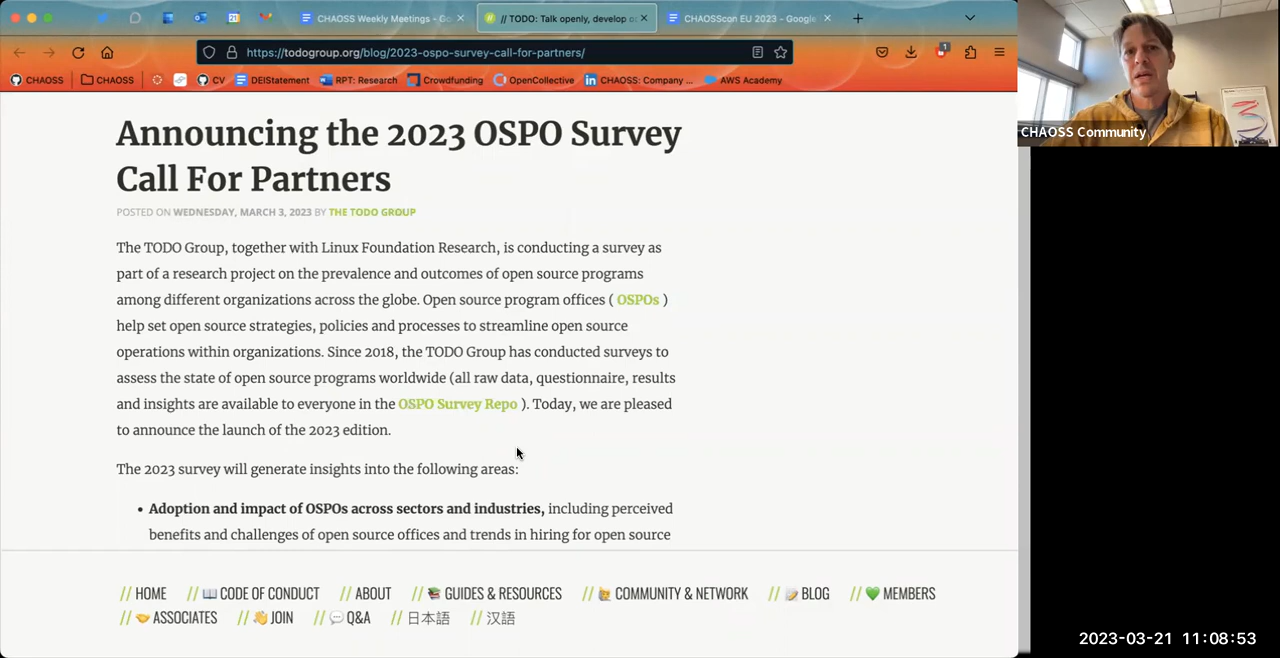 CHAOSS Weekly Meetings - Go
// TODO: Talk openly, develop o
CHAOSScon EU 2023 - Google
https://todogroup.org/blog/2023-ospo-survey-call-for-partners/
1
CHAOSS
CHAOSS
CV
DEIStatement
RPT: Research
Crowdfunding
OpenCollective
CHAOSS: Company ...
AWS Academy
CHAOSS Community
Announcing the 2023 OSPO Survey
Call For Partners
POSTED ON WEDNESDAY, MARCH 3, 2023 BY THE TODO GROUP
The TODO Group, together with Linux Foundation Research, is conducting a survey as
part of a research project on the prevalence and outcomes of open source programs
among different organizations across the globe. Open source program offices ( OSPOs )
help set open source strategies, policies and processes to streamline open source
operations within organizations. Since 2018, the TODO Group has conducted surveys to
assess the state of open source programs worldwide (all raw data, questionnaire, results
and insights are available to everyone in the OSPO Survey Repo ). Today, we are pleased
to announce the launch of the 2023 edition.
The 2023 survey will generate insights into the following areas:
• Adoption and impact of OSPOs across sectors and industries, including perceived
benefits and challenges of open source offices and trends in hiring for open source
// HOME // CODE OF CONDUCT // ABOUT // GUIDES & RESOURCES // COMMUNITY & NETWORK // BLOG // MEMBERS
// ASSOCIATES // JOIN // Q&A // 日本語 // 汉語
2023-03-21 11:08:53